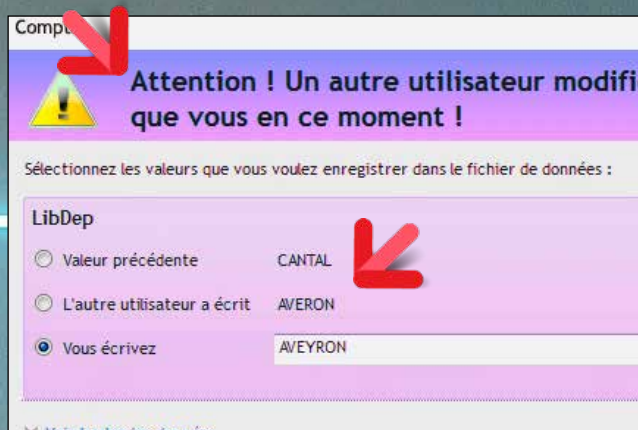 Attention ! Un autre utilisateur modifi
que vous en ce moment !
Sélectionnez les valeurs que vous voulez enregistrer dans le fichier de données :
LibDep
Valeur précédente CANTAL
L'autre utilisateur a écrit AVERON
Vous écrivez AVEYRON